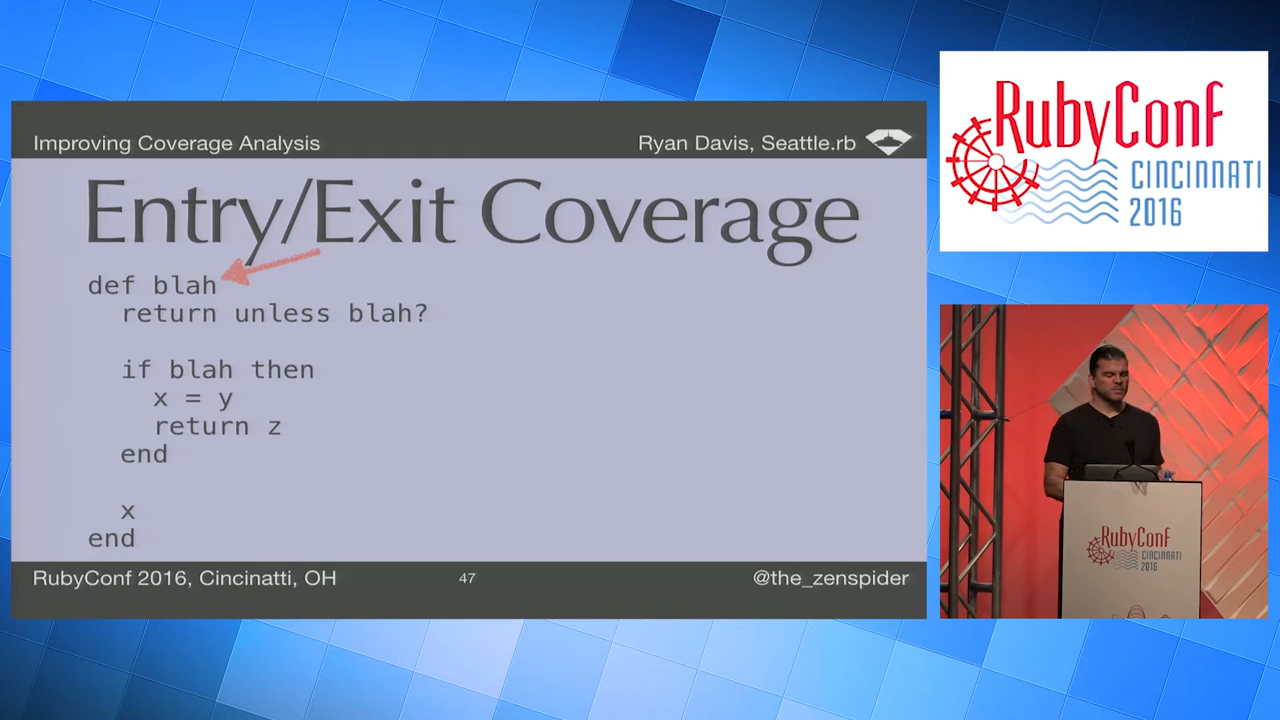 Improving Coverage Analysis
Ryan Davis, Seattle.rb
Entry/Exit Coverage
def blah
  return unless blah?
  if blah then
    x = y
    return z
  end
  x
end
RubyConf 2016, Cincinatti, OH
47
@the_zenspider
RubyConf
CINCINNATI
2016
RubyConf
CINCINNATI
2016